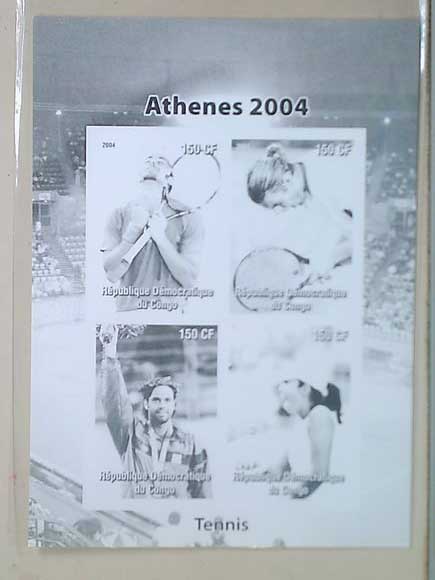 Athenes 2004
2004
150 CF
150 CF
République Démocratique
du Congo
République Démocratique
du Congo
150 CF
150 CF
République Démocratique
du Congo
République Démocratique
du Congo
Tennis